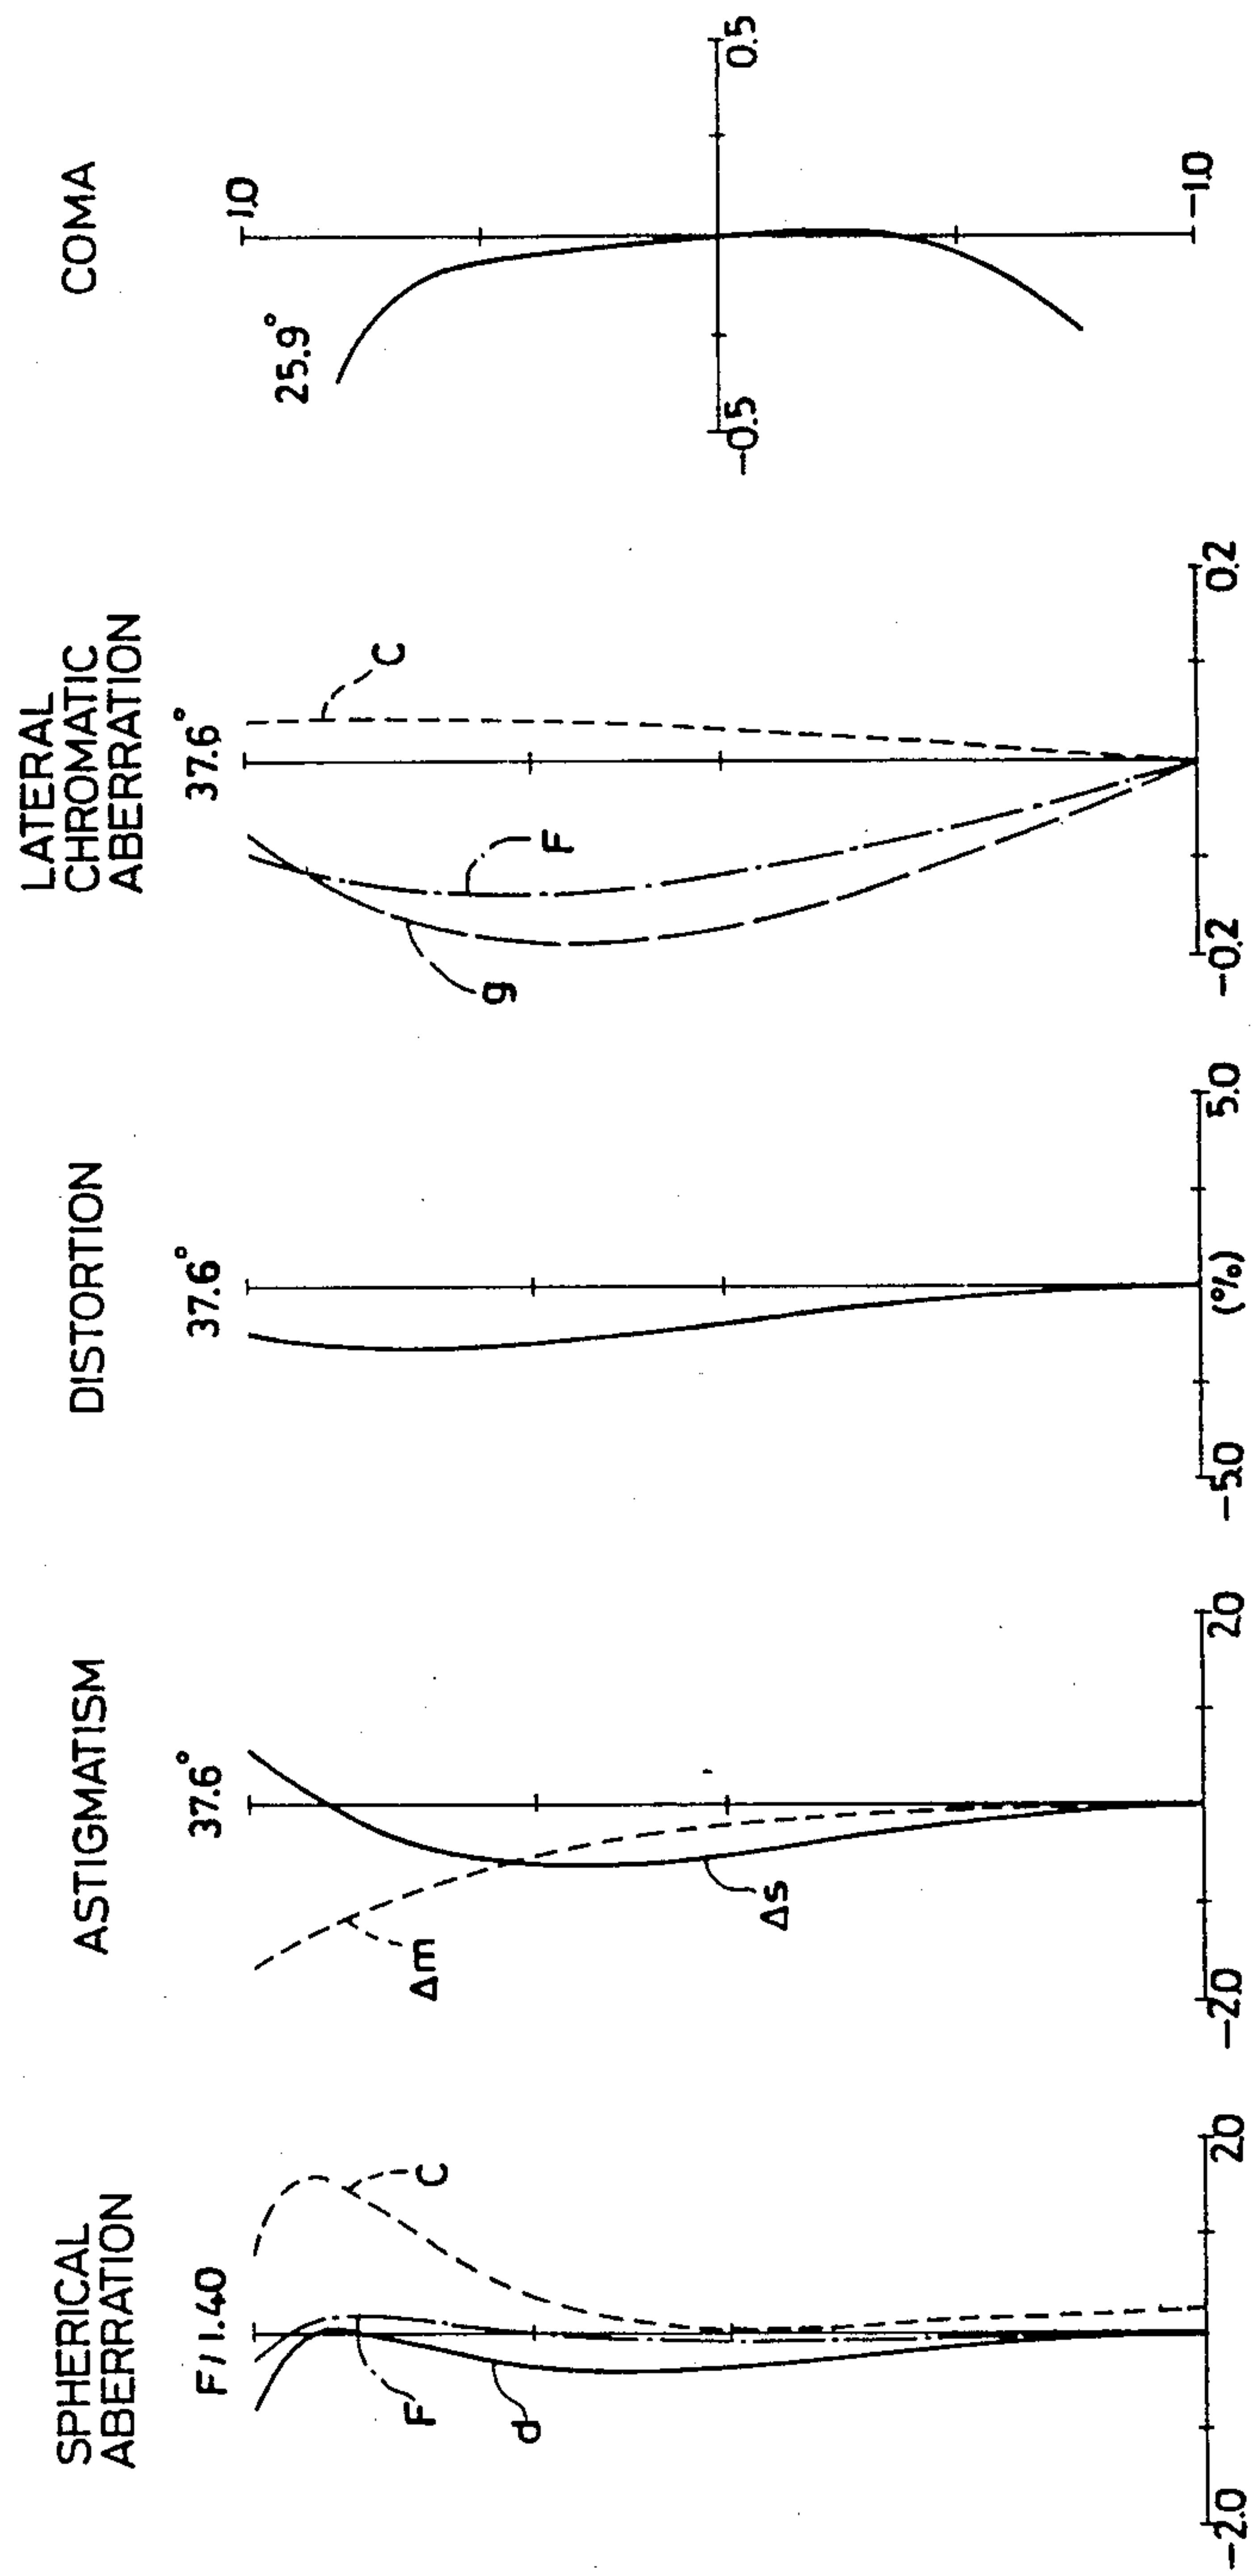 SPHERICAL
ABERRATION
F/1.40
C
F
d
-2.0
2.0
ASTIGMATISM
37.6°
Δm
Δs
-2.0
2.0
DISTORTION
37.6°
-5.0
(%)
5.0
LATERAL
CHROMATIC
ABERRATION
37.6°
C
F
g
-0.2
0.2
COMA
25.9°
1.0
-0.5
0.5
-1.0